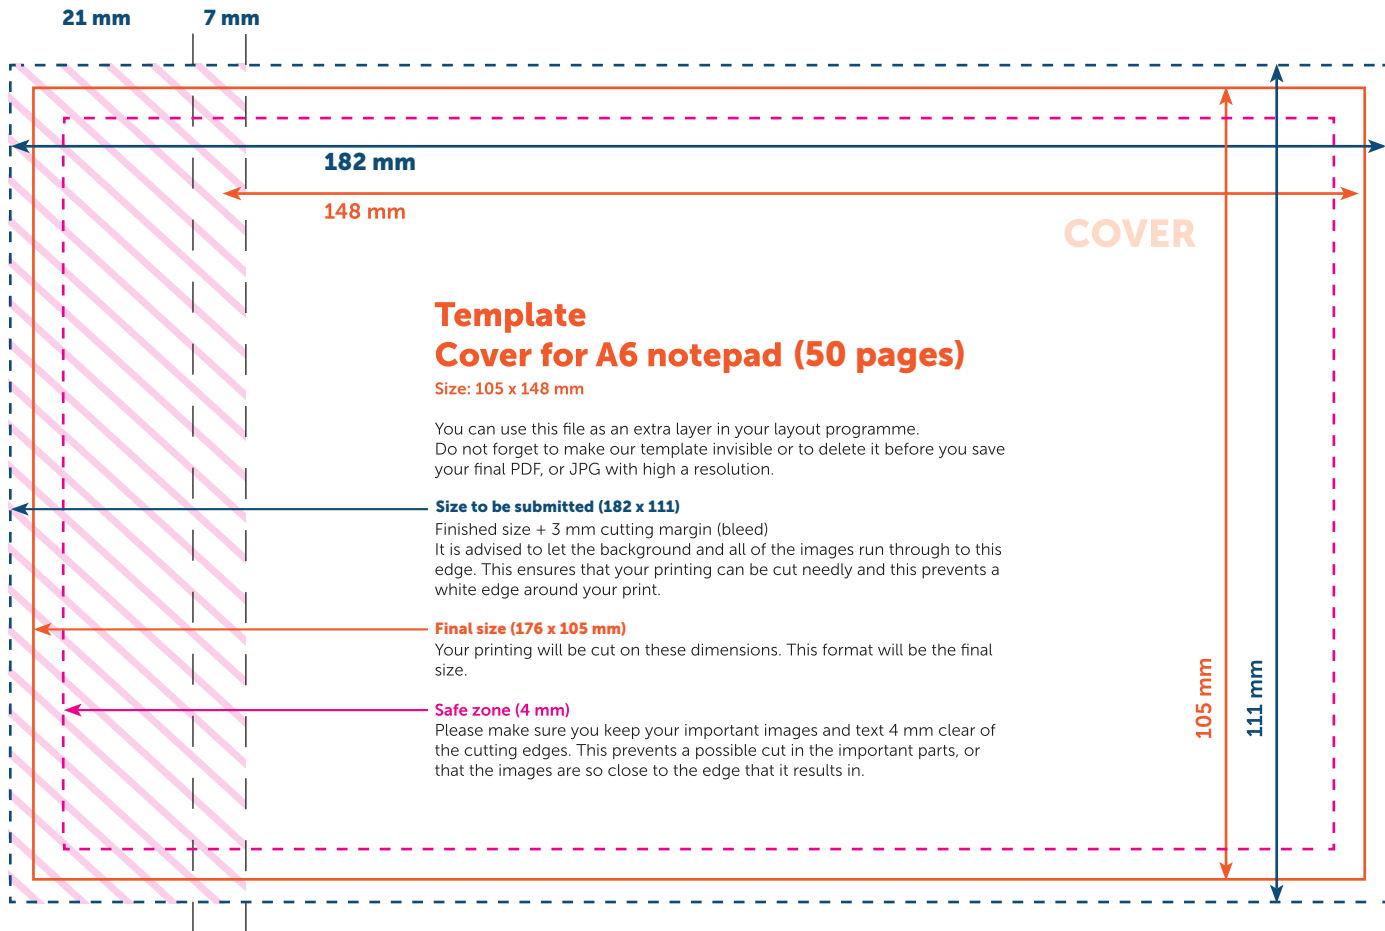 21 mm
7 mm
182 mm
148 mm
COVER
Template
Cover for A6 notepad (50 pages)
Size: 105 x 148 mm
You can use this file as an extra layer in your layout programme.
Do not forget to make our template invisible or to delete it before you save
your final PDF, or JPG with high a resolution.
Size to be submitted (182 x 111)
Finished size + 3 mm cutting margin (bleed)
It is advised to let the background and all of the images run through to this
edge. This ensures that your printing can be cut needly and this prevents a
white edge around your print.
Final size (176 x 105 mm)
Your printing will be cut on these dimensions. This format will be the final
size.
Safe zone (4 mm)
Please make sure you keep your important images and text 4 mm clear of
the cutting edges. This prevents a possible cut in the important parts, or
that the images are so close to the edge that it results in.
105 mm
111 mm